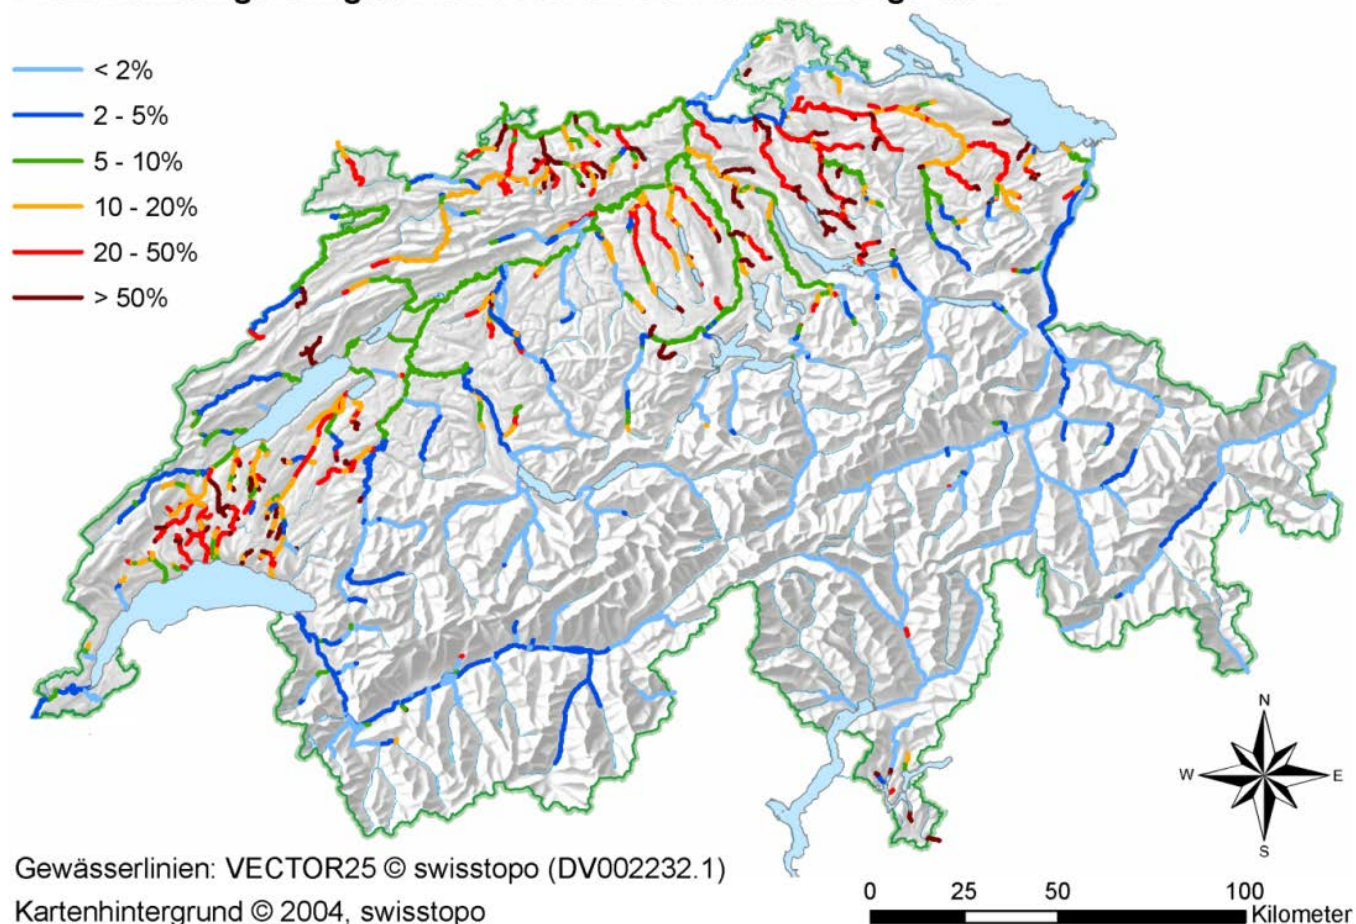 < 2%
2 - 5%
5 - 10%
10 - 20%
20 - 50%
> 50%
N
W
E
S
Gewässerlinien: VECTOR25 © swisstopo (DV002232.1)
Kartenhintergrund © 2004, swisstopo
0 25 50 100
Kilometer